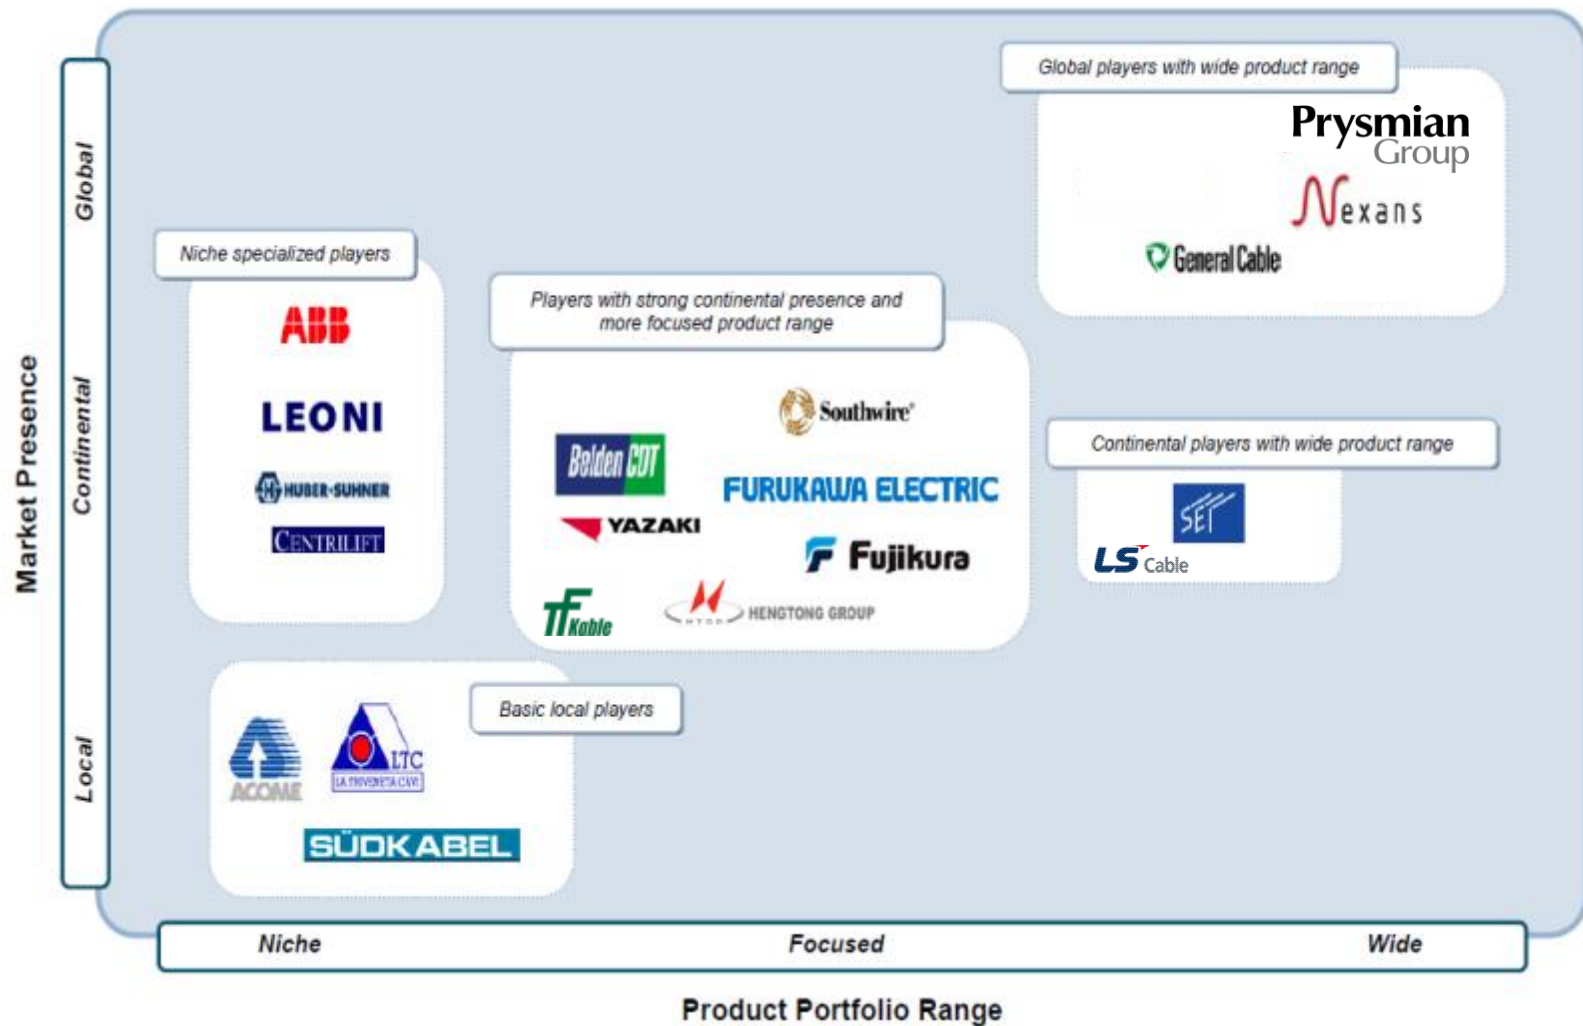 Global players with wide product range
Prysmian
Group
Nexans
General Cable
Niche specialized players
ABB
LEONI
HUBER+SUHNER
CENTRILIFT
Players with strong continental presence and
more focused product range
Southwire®
Belden CDT
FURUKAWA ELECTRIC
YAZAKI
Fujikura
TF
Kable
HTGD
HENGTONG GROUP
Continental players with wide product range
SEI
LS Cable
Basic local players
ACOME
LTC
LA TRIVENETA CAVI
SÜDKABEL
Market Presence
Global
Continental
Local
Niche
Focused
Wide
Product Portfolio Range